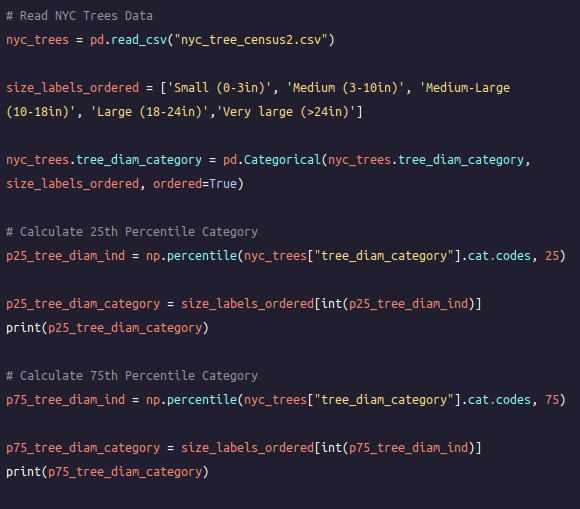 # Read NYC Trees Data
nyc_trees = pd.read_csv("nyc_tree_census2.csv")
size_labels_ordered = ['Small (0-3in)', 'Medium (3-10in)', 'Medium-Large
(10-18in)', 'Large (18-24in)','Very large (>24in)']
nyc_trees.tree_diam_category = pd.Categorical(nyc_trees.tree_diam_category,
size_labels_ordered, ordered=True)
# Calculate 25th Percentile Category
p25_tree_diam_ind = np.percentile(nyc_trees["tree_diam_category"].cat.codes, 25)
p25_tree_diam_category = size_labels_ordered[int(p25_tree_diam_ind)]
print(p25_tree_diam_category)
# Calculate 75th Percentile Category
p75_tree_diam_ind = np.percentile(nyc_trees["tree_diam_category"].cat.codes, 75)
p75_tree_diam_category = size_labels_ordered[int(p75_tree_diam_ind)]
print(p75_tree_diam_category)